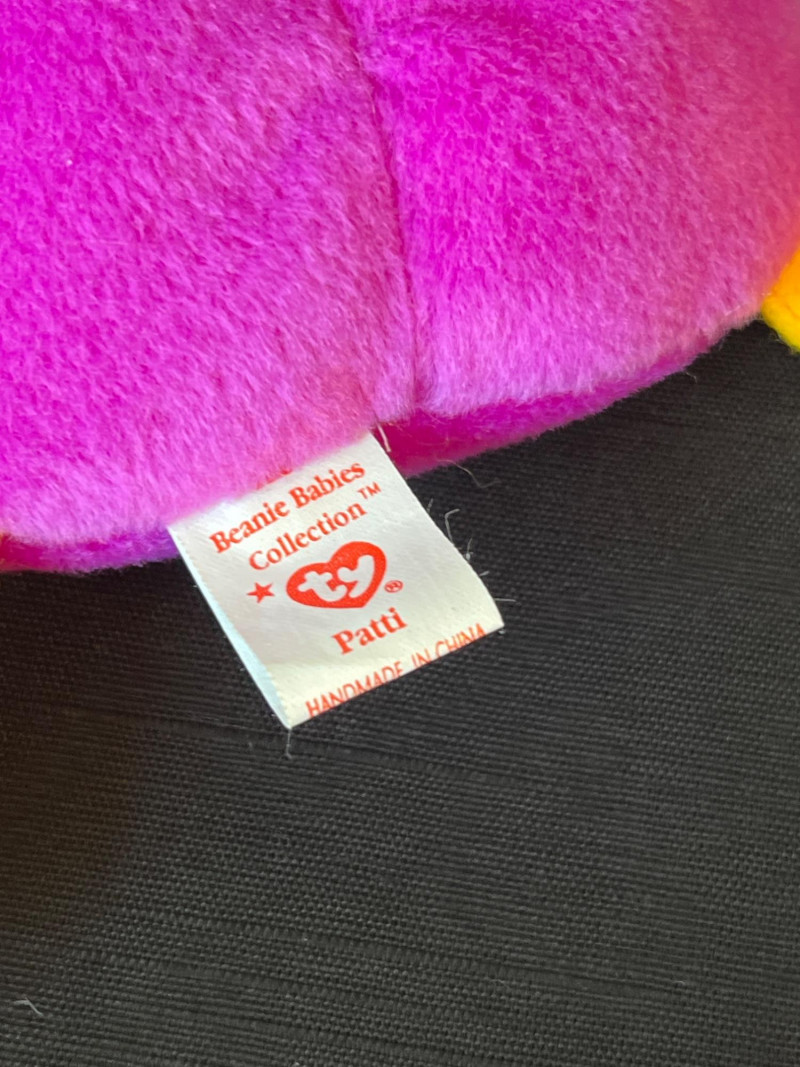 Beanie Babies
Collection™
ty®
Patti
HANDMADE IN CHINA